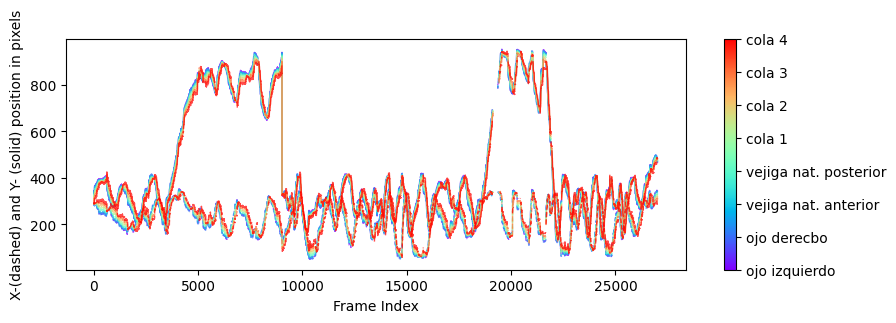 X-(dashed) and Y- (solid) position in pixels
800
600
400
200
0
5000
10000
15000
20000
25000
Frame Index
cola 4
cola 3
cola 2
cola 1
vejiga nat. posterior
vejiga nat. anterior
ojo derecbo
ojo izquierdo